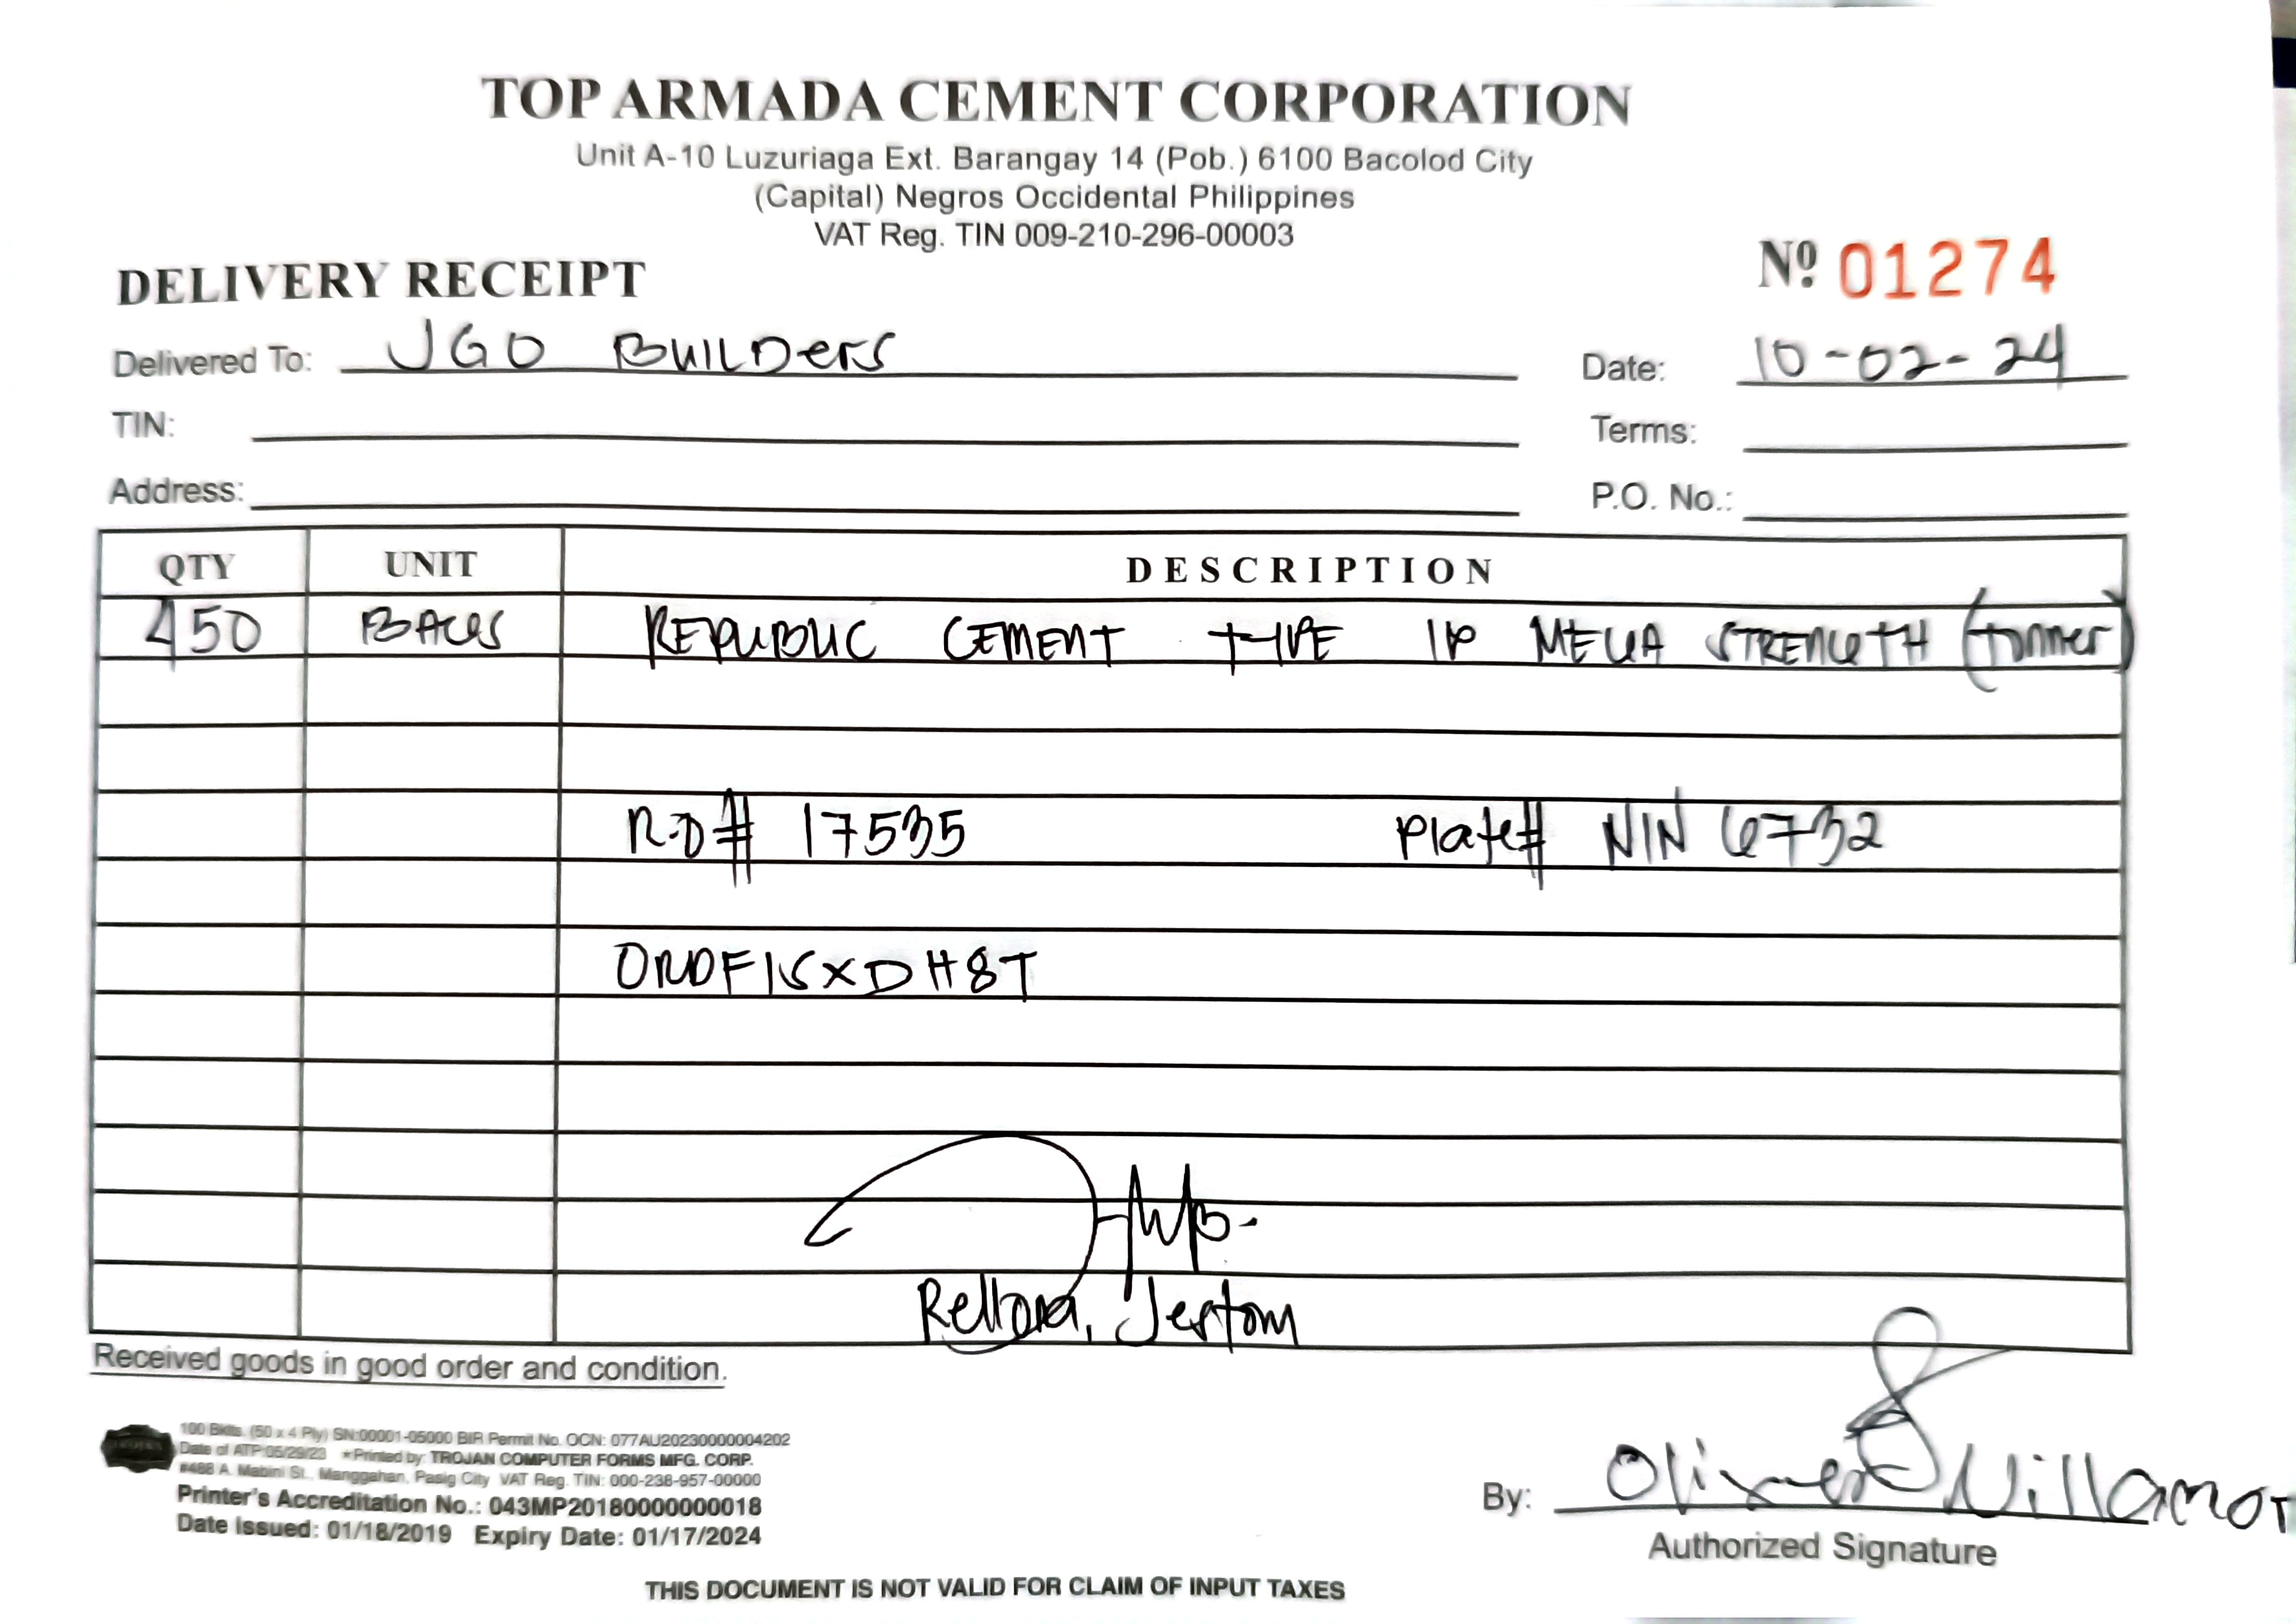 TOP ARMADA CEMENT CORPORATION
Unit A-10 Luzuriaga Ext. Barangay 14 (Pob.) 6100 Bacolod City
(Capital) Negros Occidental Philippines
VAT Reg. TIN 009-210-296-00003
DELIVERY RECEIPT Nº 01274
Delivered To: JGO BUILDers Date: 10-02-24
TIN: Terms:
Address: P.O. No.:
QTY UNIT DESCRIPTION
450 BAGS REPUBLIC CEMENT TYPE 1P MEGA STRENGTH (tonner)
R.D# 17535 Plate# NIN 6732
ORDF1SXDH8T
Rellora, Jestom
Received goods in good order and condition.
100 Bklts. (50 x 4 Ply) SN:00001-05000 BIR Permit No. OCN: 077AU20230000004202
Date of ATP:05/29/23 *Printed by: TROJAN COMPUTER FORMS MFG. CORP.
#488 A. Mabini St., Manggahan, Pasig City VAT Reg. TIN: 000-238-957-00000
Printer's Accreditation No.: 043MP20180000000018
Date Issued: 01/18/2019 Expiry Date: 01/17/2024
By: Oliver Villamor
Authorized Signature
THIS DOCUMENT IS NOT VALID FOR CLAIM OF INPUT TAXES